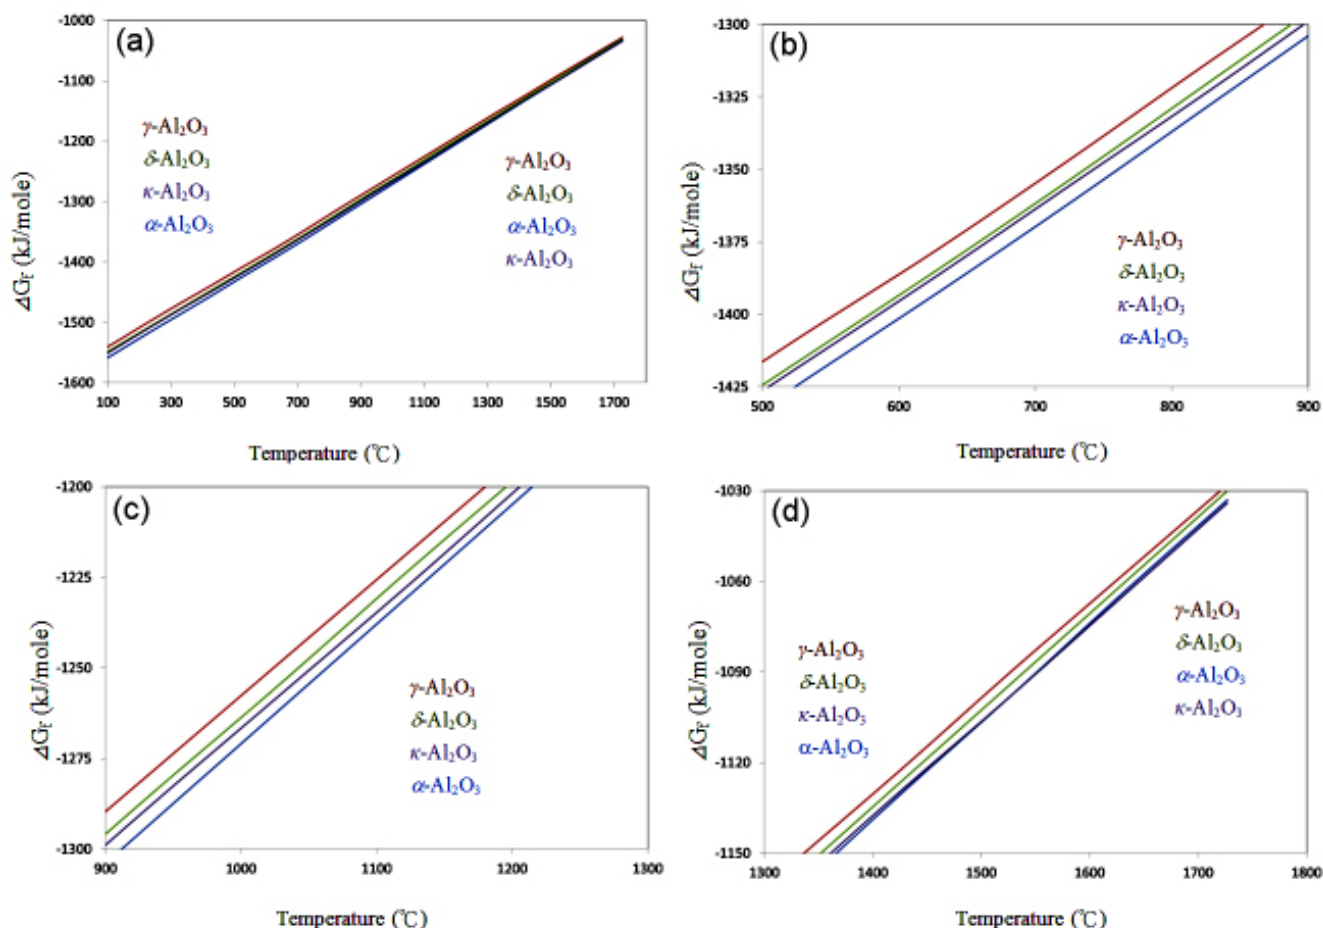 (a)
-1000
-1100
-1200
-1300
-1400
-1500
-1600
ΔGf (kJ/mole)
γ-Al₂O₃
δ-Al₂O₃
κ-Al₂O₃
α-Al₂O₃
γ-Al₂O₃
δ-Al₂O₃
α-Al₂O₃
κ-Al₂O₃
100 300 500 700 900 1100 1300 1500 1700
Temperature (℃)
(b)
-1300
-1325
-1350
-1375
-1400
-1425
ΔGf (kJ/mole)
γ-Al₂O₃
δ-Al₂O₃
κ-Al₂O₃
α-Al₂O₃
500 600 700 800 900
Temperature (℃)
(c)
-1200
-1225
-1250
-1275
-1300
ΔGf (kJ/mole)
γ-Al₂O₃
δ-Al₂O₃
κ-Al₂O₃
α-Al₂O₃
900 1000 1100 1200 1300
Temperature (℃)
(d)
-1030
-1060
-1090
-1120
-1150
ΔGf (kJ/mole)
γ-Al₂O₃
δ-Al₂O₃
κ-Al₂O₃
α-Al₂O₃
γ-Al₂O₃
δ-Al₂O₃
α-Al₂O₃
κ-Al₂O₃
1300 1400 1500 1600 1700 1800
Temperature (℃)